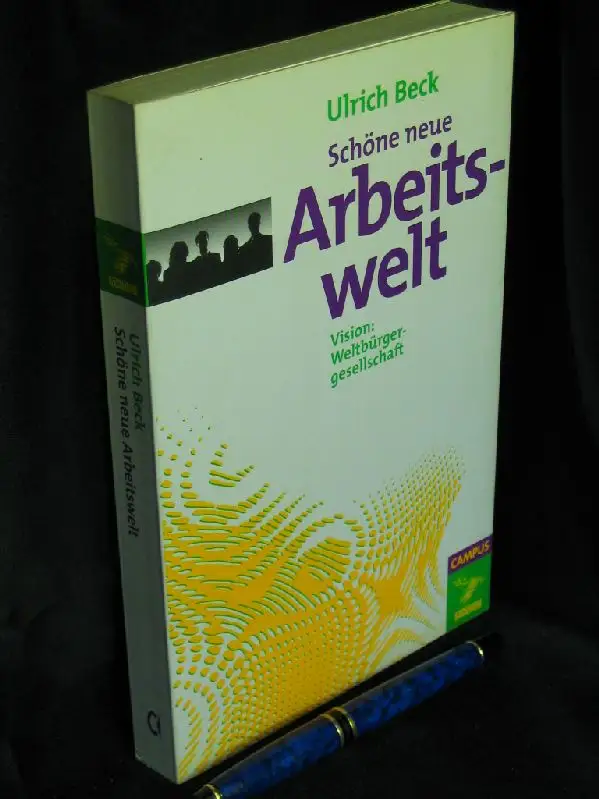 Ulrich Beck
Schöne neue
Arbeits-
welt
Vision:
Weltbürger-
gesellschaft
CAMPUS
Ulrich Beck
Schöne neue Arbeitswelt